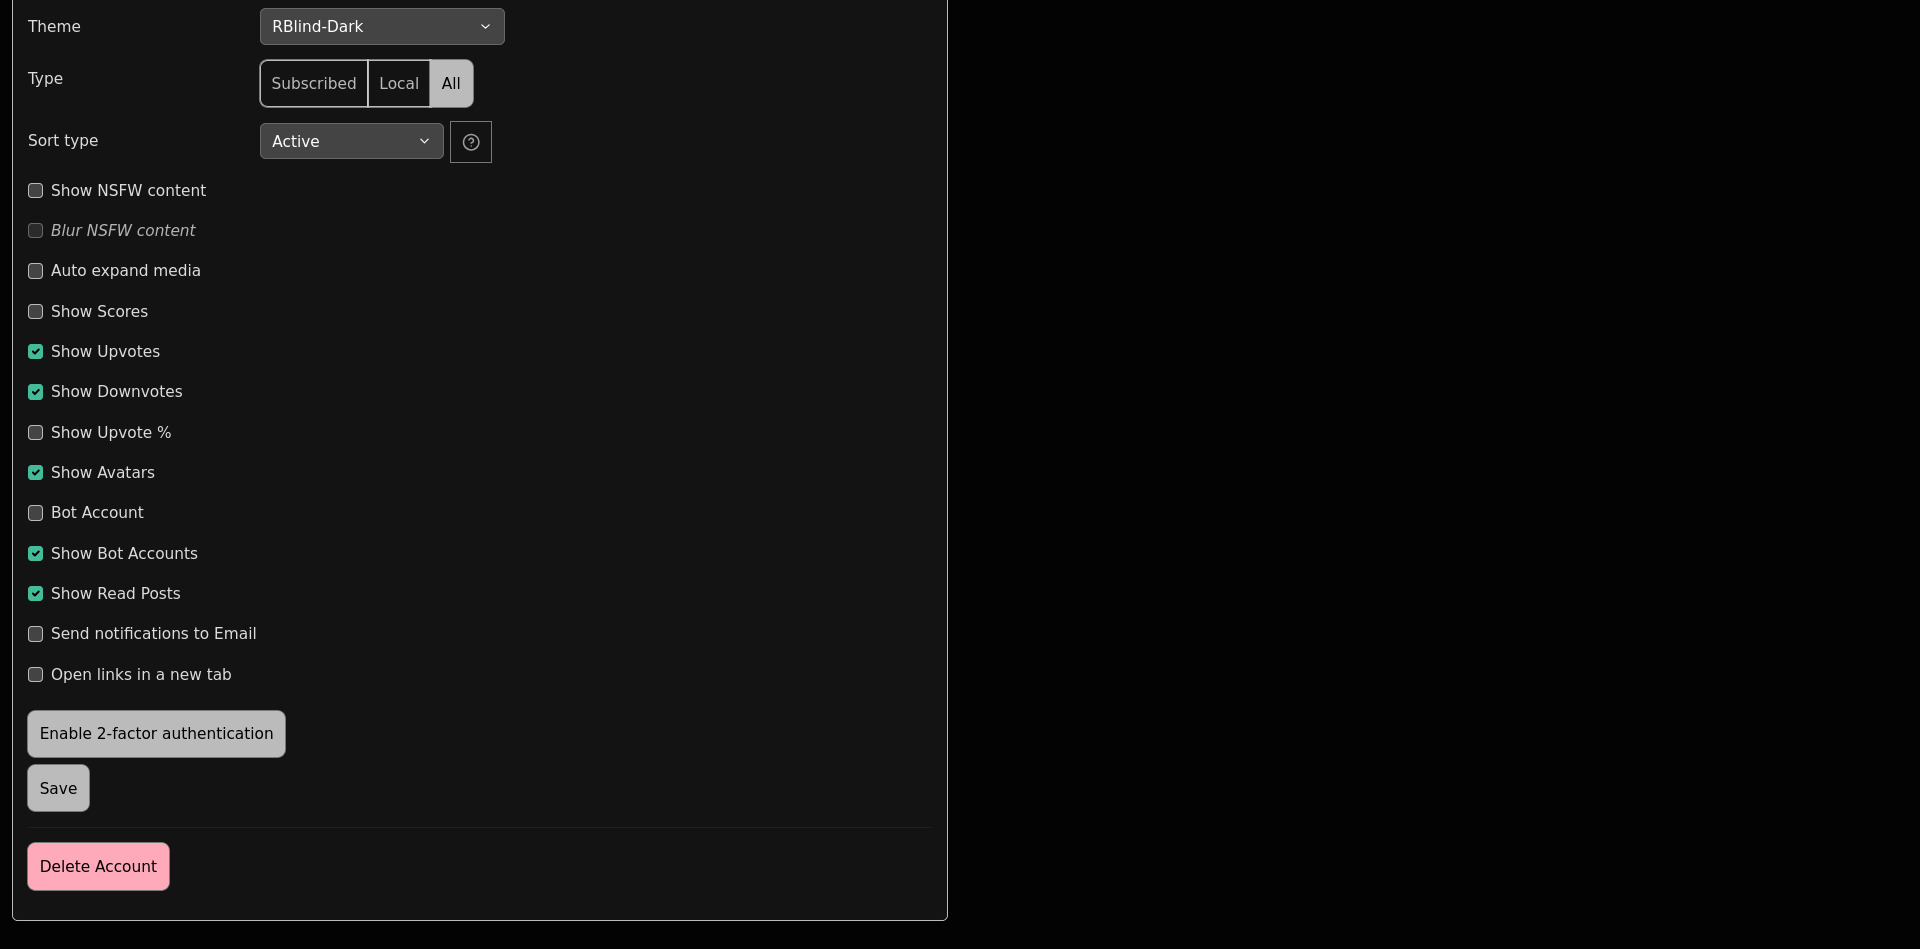 Theme RBlind-Dark
Type Subscribed Local All
Sort type Active
Show NSFW content
Blur NSFW content
Auto expand media
Show Scores
Show Upvotes
Show Downvotes
Show Upvote %
Show Avatars
Bot Account
Show Bot Accounts
Show Read Posts
Send notifications to Email
Open links in a new tab
Enable 2-factor authentication
Save
Delete Account